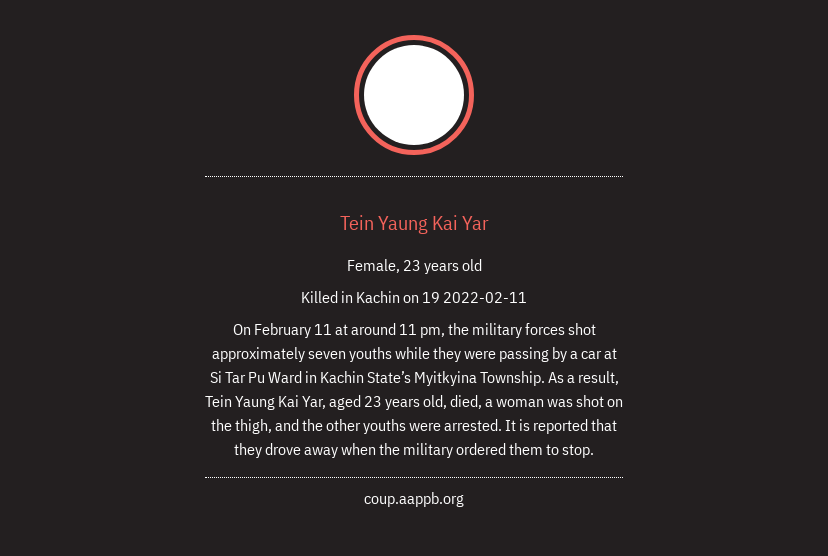 Tein Yaung Kai Yar
Female, 23 years old
Killed in Kachin on 19 2022-02-11
On February 11 at around 11 pm, the military forces shot
approximately seven youths while they were passing by a car at
Si Tar Pu Ward in Kachin State’s Myitkyina Township. As a result,
Tein Yaung Kai Yar, aged 23 years old, died, a woman was shot on
the thigh, and the other youths were arrested. It is reported that
they drove away when the military ordered them to stop.
coup.aappb.org